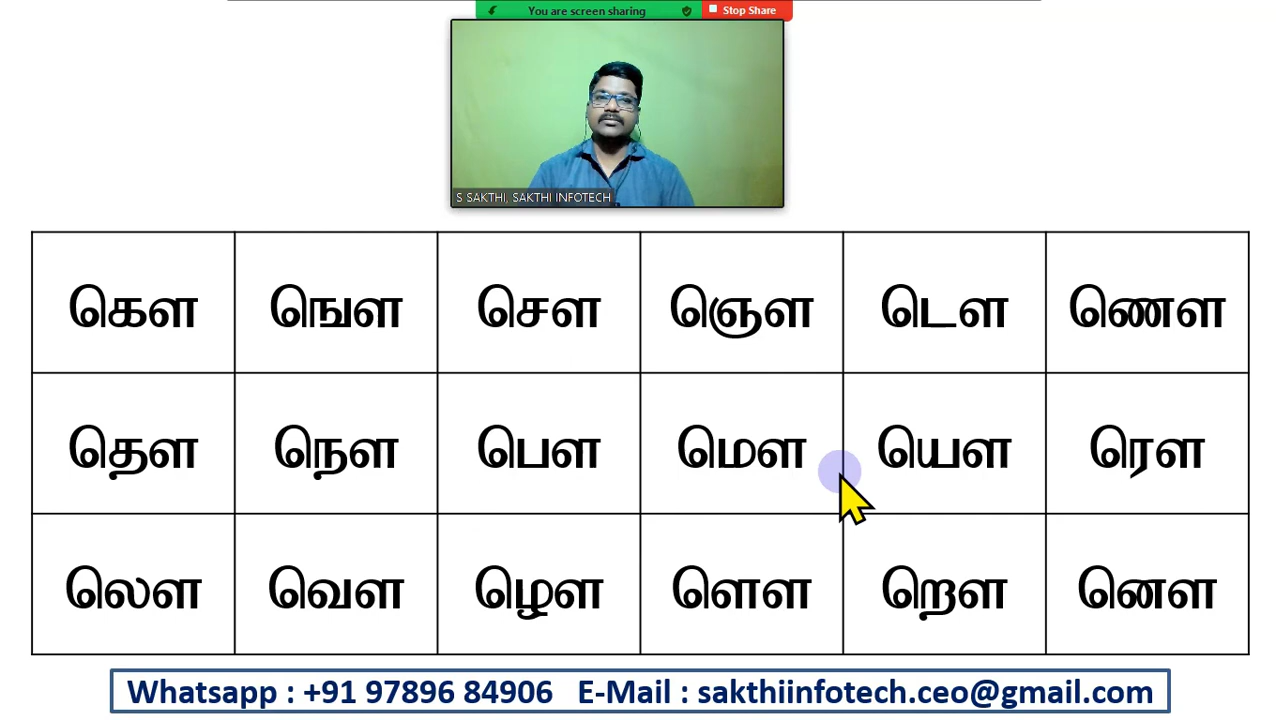 You are screen sharing Stop Share
S SAKTHI, SAKTHI INFOTECH
கௌ ஙௌ சௌ ஞௌ டௌ ணௌ
தௌ நௌ பௌ மௌ யௌ ரௌ
லௌ வௌ ழௌ ளௌ றௌ னௌ
Whatsapp : +91 97896 84906 E-Mail : sakthiinfotech.ceo@gmail.com